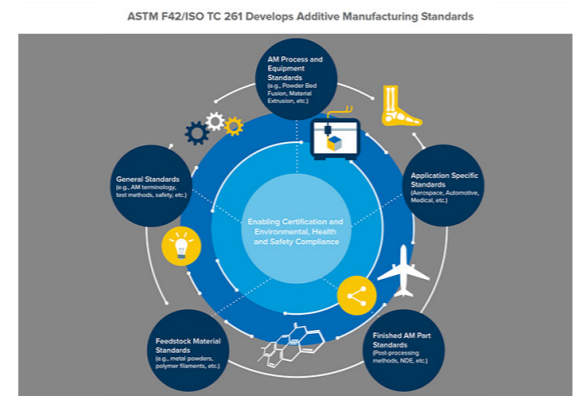 ASTM F42/ISO TC 261 Develops Additive Manufacturing Standards
AM Process and
Equipment
Standards
(e.g., Powder Bed
Fusion, Material
Extrusion, etc.)
General Standards
(e.g., AM terminology,
test methods, safety, etc.)
Application Specific
Standards
(Aerospace, Automotive,
Medical, etc.)
Enabling Certification and
Environmental, Health
and Safety Compliance
Feedstock Material
Standards
(e.g., metal powders,
polymer filaments, etc.)
Finished AM Part
Standards
(Post-processing
methods, NDE, etc.)